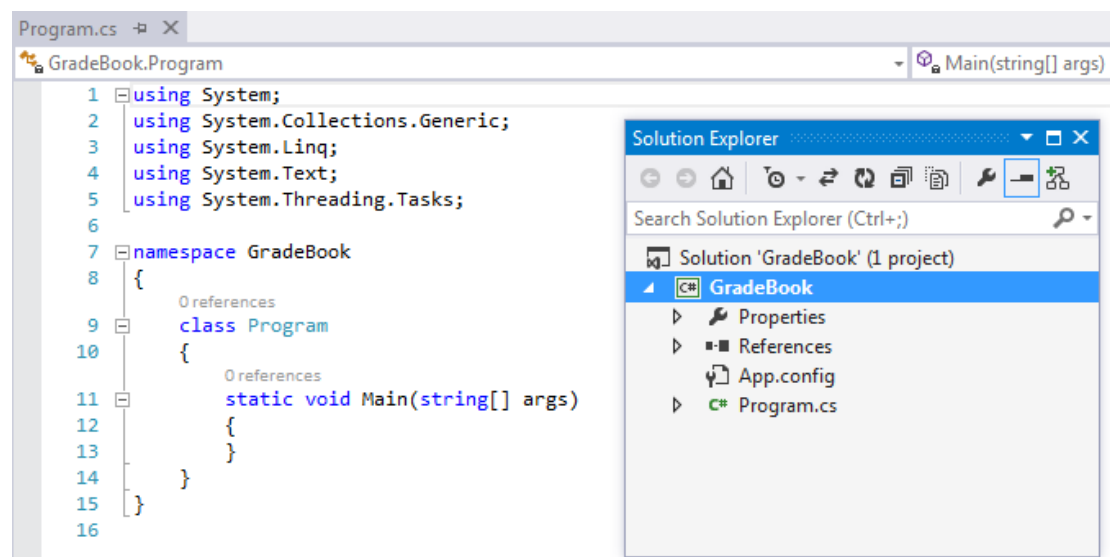 Program.cs
GradeBook.Program
Main(string[] args)
1 using System;
2 using System.Collections.Generic;
3 using System.Linq;
4 using System.Text;
5 using System.Threading.Tasks;
6
7 namespace GradeBook
8 {
0 references
9 class Program
10 {
0 references
11 static void Main(string[] args)
12 {
13 }
14 }
15 }
16
Solution Explorer
Search Solution Explorer (Ctrl+;)
Solution 'GradeBook' (1 project)
C# GradeBook
Properties
References
App.config
C# Program.cs